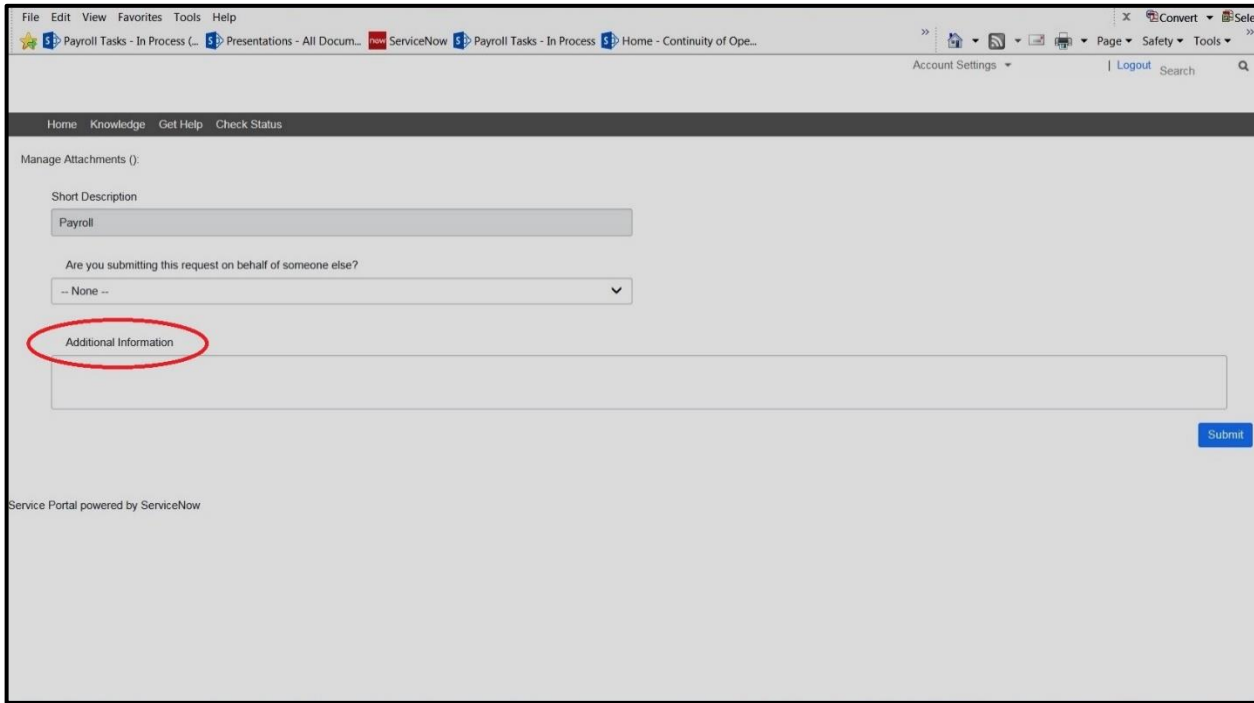 File Edit View Favorites Tools Help X Convert Sele
Payroll Tasks - In Process (... Presentations - All Docum... now ServiceNow Payroll Tasks - In Process Home - Continuity of Ope... » Page Safety Tools »
Account Settings | Logout Search
Home Knowledge Get Help Check Status
Manage Attachments ():
Short Description
Payroll
Are you submitting this request on behalf of someone else?
-- None --
Additional Information
Submit
Service Portal powered by ServiceNow